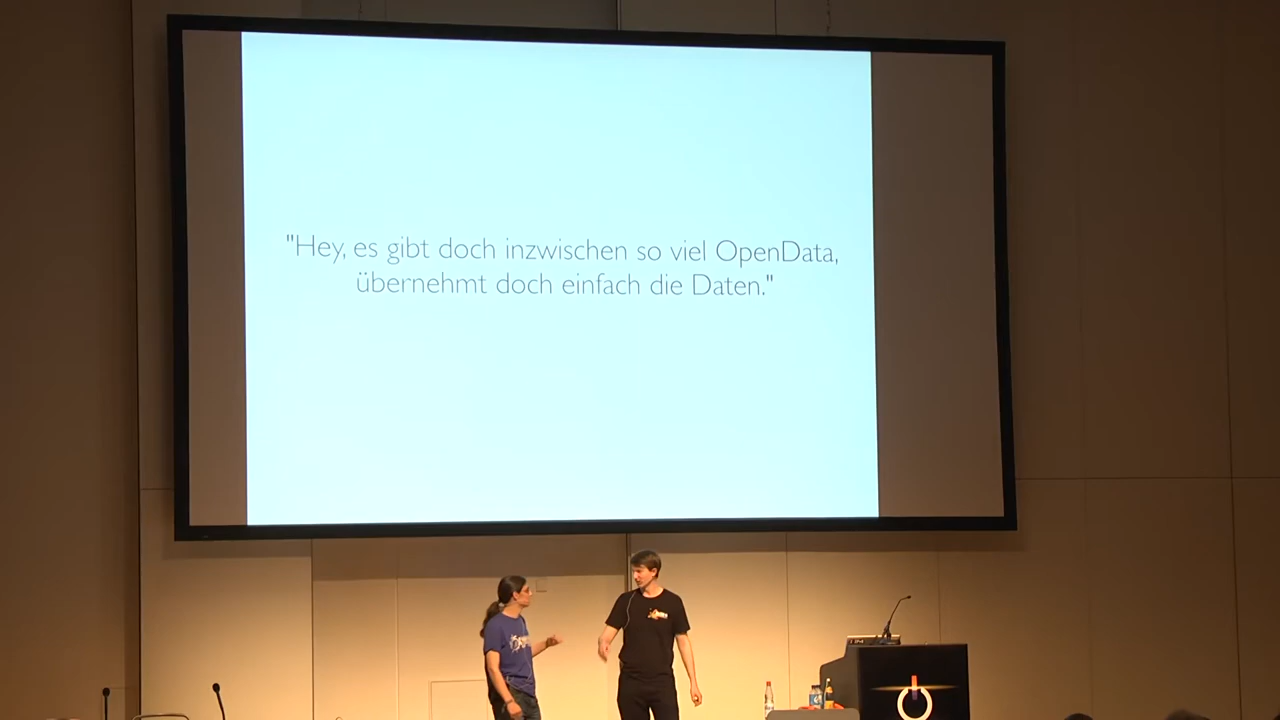 "Hey, es gibt doch inzwischen so viel OpenData,
übernehmt doch einfach die Daten."